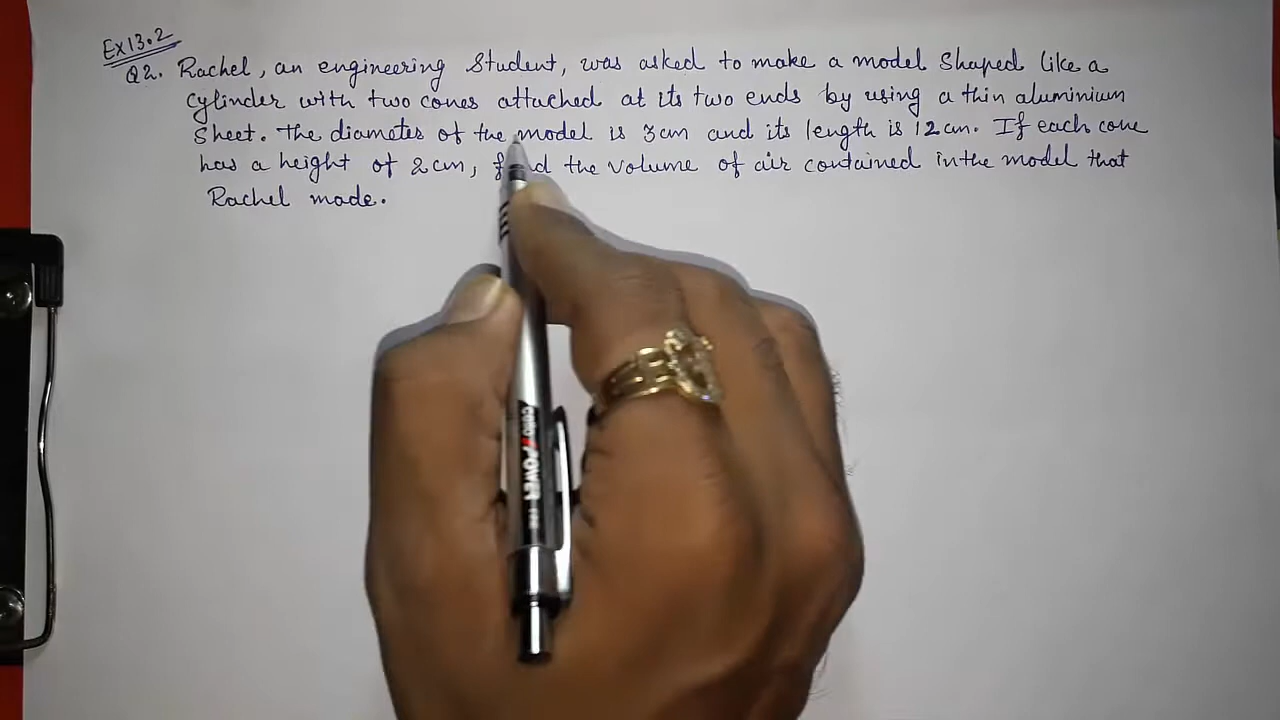 Ex13.2
Q2. Rachel, an engineering Student, was asked to make a model shaped like a
cylinder with two cones attached at its two ends by using a thin aluminium
sheet. The diameter of the model is 3cm and its length is 12cm. If each cone
has a height of 2cm, the volume of air contained in the model that
Rachel made.
POWER